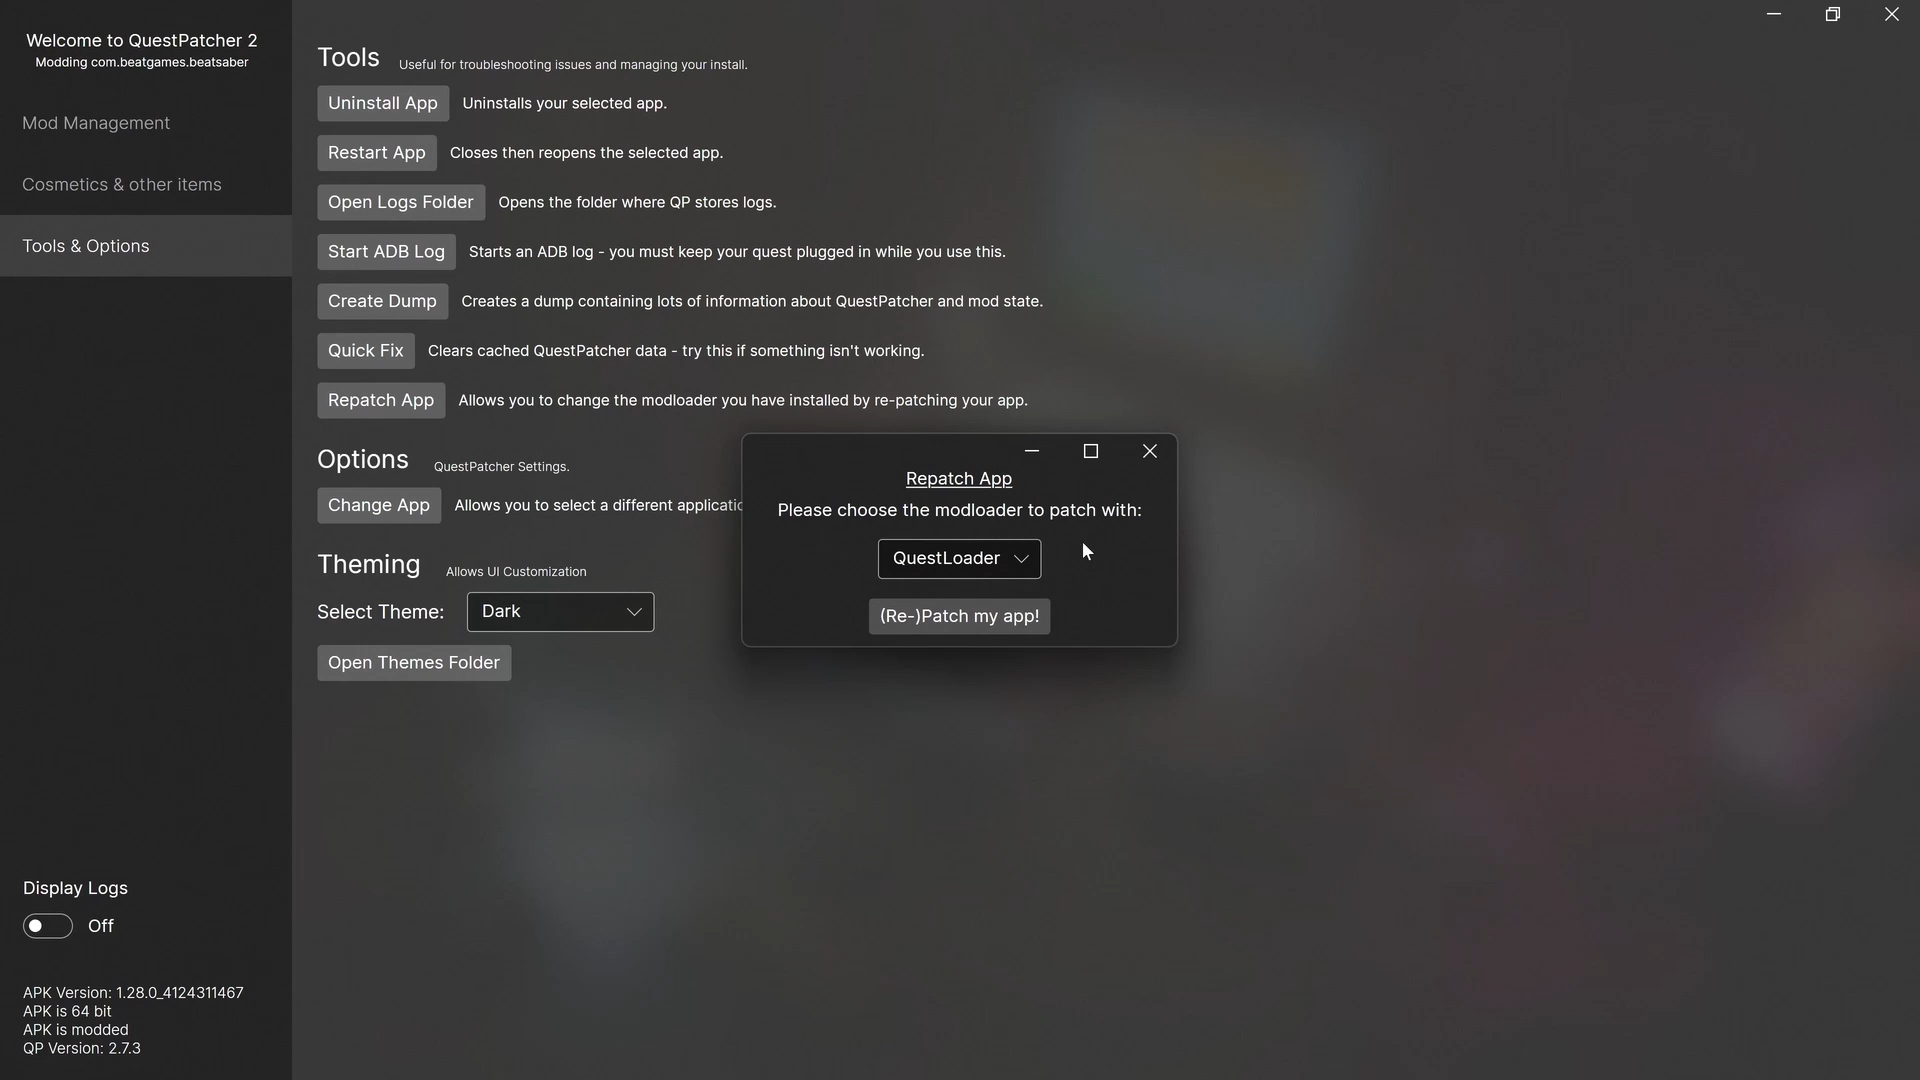 Welcome to QuestPatcher 2
Modding com.beatgames.beatsaber
Mod Management
Cosmetics & other items
Tools & Options
Display Logs
Off
APK Version: 1.28.0_4124311467
APK is 64 bit
APK is modded
QP Version: 2.7.3
Tools Useful for troubleshooting issues and managing your install.
Uninstall App Uninstalls your selected app.
Restart App Closes then reopens the selected app.
Open Logs Folder Opens the folder where QP stores logs.
Start ADB Log Starts an ADB log - you must keep your quest plugged in while you use this.
Create Dump Creates a dump containing lots of information about QuestPatcher and mod state.
Quick Fix Clears cached QuestPatcher data - try this if something isn't working.
Repatch App Allows you to change the modloader you have installed by re-patching your app.
Options QuestPatcher Settings.
Change App Allows you to select a different applicatio
Theming Allows UI Customization
Select Theme: Dark
Open Themes Folder
Repatch App
Please choose the modloader to patch with:
QuestLoader
(Re-)Patch my app!